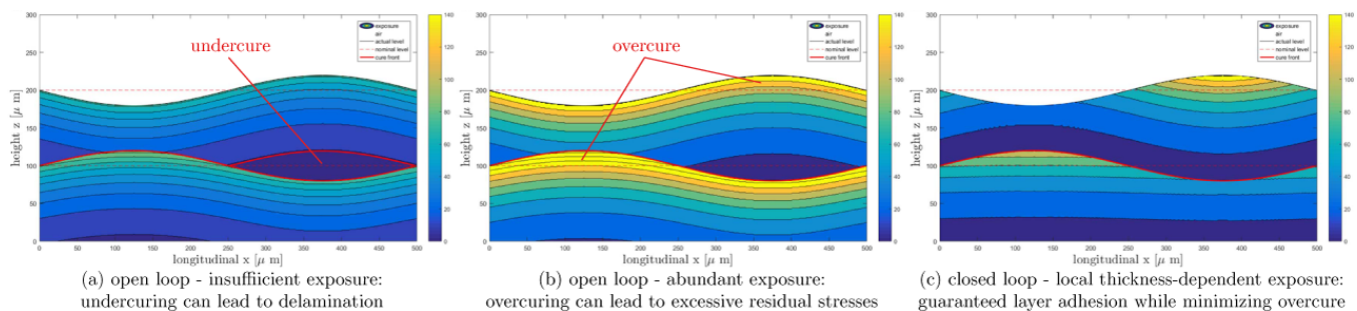 undercure
exposure
air
actual level
nominal level
cure front
height z [μ m]
300
250
200
150
100
50
0
0 50 100 150 200 250 300 350 400 450 500
longitudinal x [μ m]
140
120
100
80
60
40
20
0
(a) open loop - insuffiicient exposure:
undercuring can lead to delamination
overcure
exposure
air
actual level
nominal level
cure front
height z [μ m]
300
250
200
150
100
50
0
0 50 100 150 200 250 300 350 400 450 500
longitudinal x [μ m]
140
120
100
80
60
40
20
0
(b) open loop - abundant exposure:
overcuring can lead to excessive residual stresses
exposure
air
actual level
nominal level
cure front
height z [μ m]
300
250
200
150
100
50
0
0 50 100 150 200 250 300 350 400 450 500
longitudinal x [μ m]
140
120
100
80
60
40
20
0
(c) closed loop - local thickness-dependent exposure:
guaranteed layer adhesion while minimizing overcure